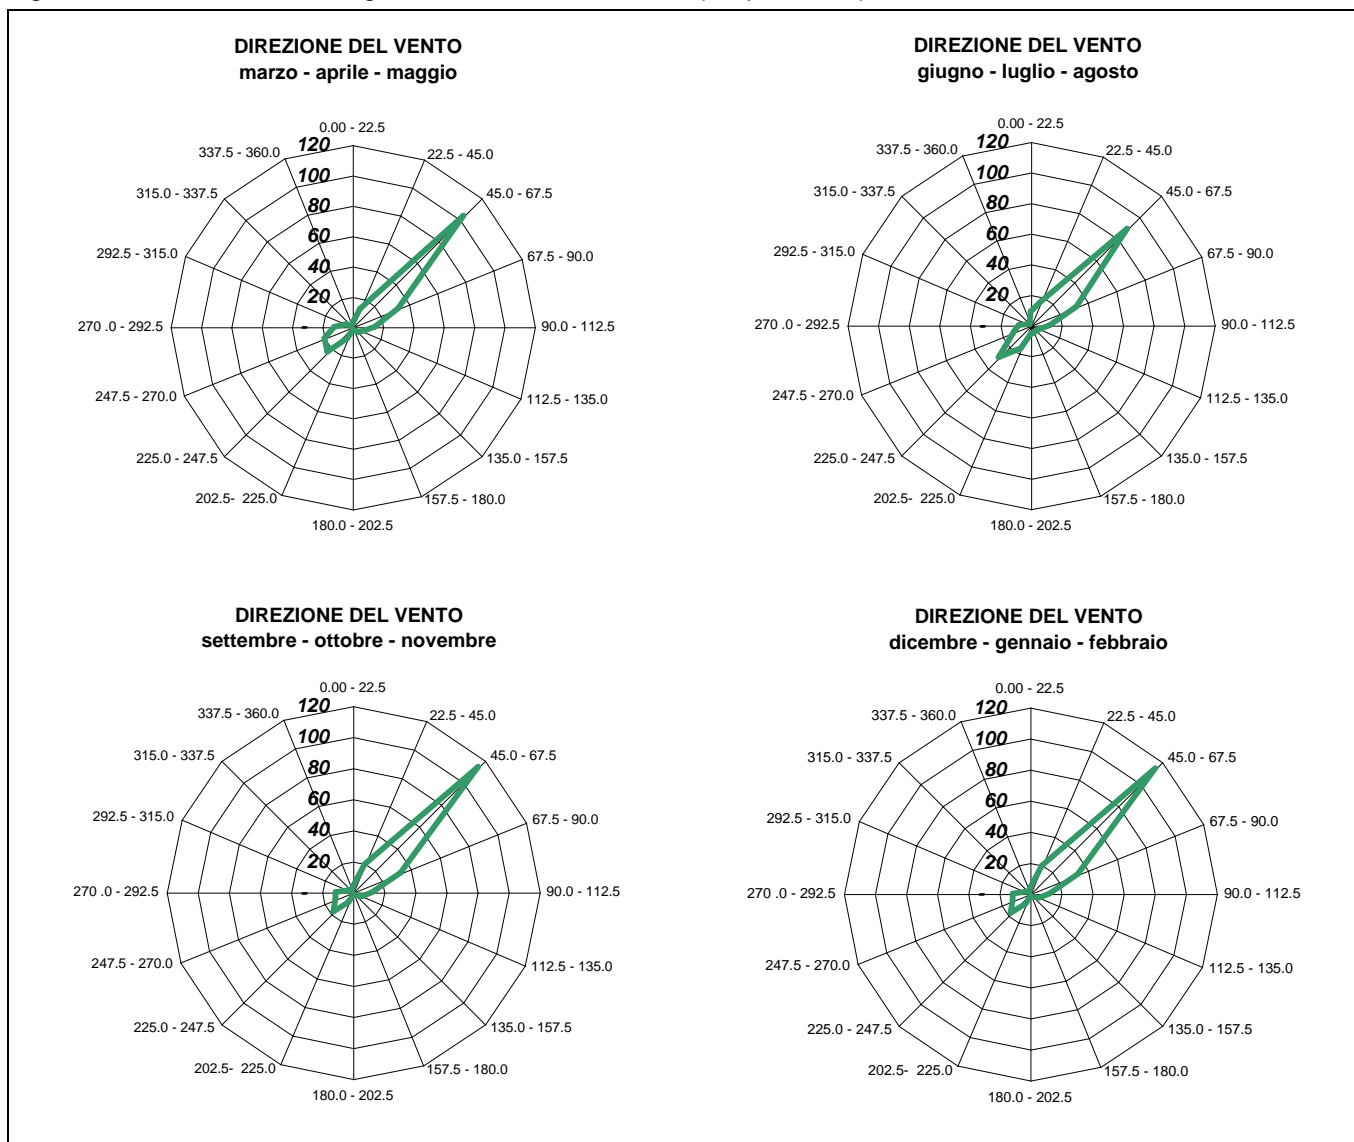 DIREZIONE DEL VENTO
marzo - aprile - maggio
0.00 - 22.5
22.5 - 45.0
45.0 - 67.5
67.5 - 90.0
90.0 - 112.5
112.5 - 135.0
135.0 - 157.5
157.5 - 180.0
180.0 - 202.5
202.5-  225.0
225.0 - 247.5
247.5 - 270.0
270 .0 - 292.5
292.5 - 315.0
315.0 - 337.5
337.5 - 360.0
120
100
80
60
40
20
-
DIREZIONE DEL VENTO
giugno - luglio - agosto
0.00 - 22.5
22.5 - 45.0
45.0 - 67.5
67.5 - 90.0
90.0 - 112.5
112.5 - 135.0
135.0 - 157.5
157.5 - 180.0
180.0 - 202.5
202.5-  225.0
225.0 - 247.5
247.5 - 270.0
270 .0 - 292.5
292.5 - 315.0
315.0 - 337.5
337.5 - 360.0
120
100
80
60
40
20
-
DIREZIONE DEL VENTO
settembre - ottobre - novembre
0.00 - 22.5
22.5 - 45.0
45.0 - 67.5
67.5 - 90.0
90.0 - 112.5
112.5 - 135.0
135.0 - 157.5
157.5 - 180.0
180.0 - 202.5
202.5-  225.0
225.0 - 247.5
247.5 - 270.0
270 .0 - 292.5
292.5 - 315.0
315.0 - 337.5
337.5 - 360.0
120
100
80
60
40
20
-
DIREZIONE DEL VENTO
dicembre - gennaio - febbraio
0.00 - 22.5
22.5 - 45.0
45.0 - 67.5
67.5 - 90.0
90.0 - 112.5
112.5 - 135.0
135.0 - 157.5
157.5 - 180.0
180.0 - 202.5
202.5-  225.0
225.0 - 247.5
247.5 - 270.0
270 .0 - 292.5
292.5 - 315.0
315.0 - 337.5
337.5 - 360.0
120
100
80
60
40
20
-